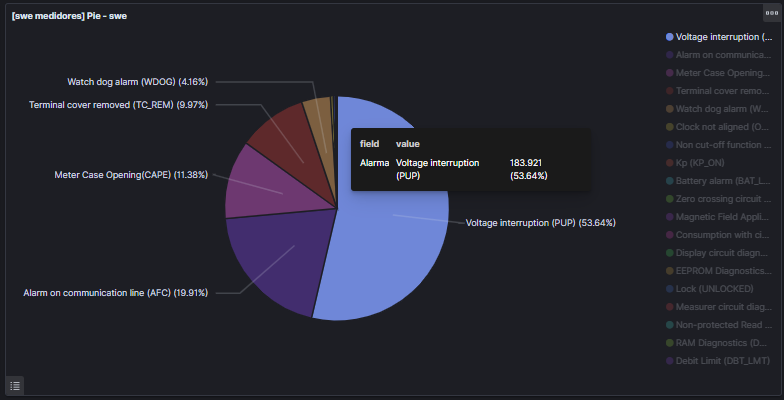 [swe medidores] Pie - swe
Voltage interruption (...
Alarm on communica...
Meter Case Opening...
Terminal cover remo...
Watch dog alarm (W...
Clock not aligned (O...
Non cut-off function ...
Kp (KP_ON)
Battery alarm (BAT_L...
Zero crossing circuit ...
Magnetic Field Appli...
Consumption with ci...
Display circuit diagn...
EEPROM Diagnostics...
Lock (UNLOCKED)
Measurer circuit diag...
Non-protected Read ...
RAM Diagnostics (D...
Debit Limit (DBT_LMT)
Watch dog alarm (WDOG) (4.16%)
Terminal cover removed (TC_REM) (9.97%)
Meter Case Opening(CAPE) (11.38%)
Alarm on communication line (AFC) (19.91%)
field value
Alarma Voltage interruption 183.921
(PUP) (53.64%)
Voltage interruption (PUP) (53.64%)